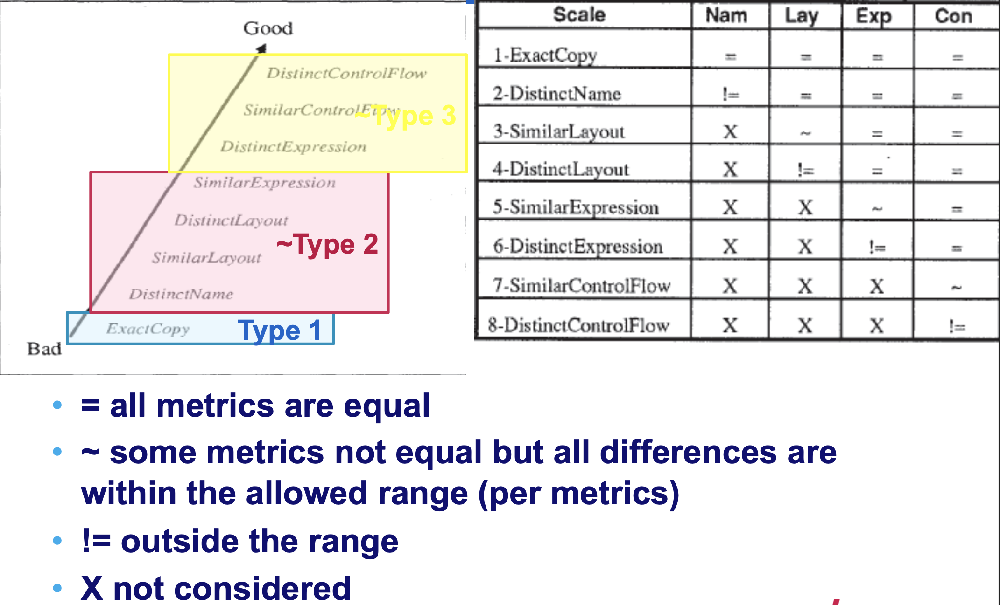 Good
DistinctControlFlow
SimilarControlFlow
~Type 3
DistinctExpression
SimilarExpression
DistinctLayout
~Type 2
SimilarLayout
DistinctName
ExactCopy
Type 1
Bad
Scale Nam Lay Exp Con
1-ExactCopy = = = =
2-DistinctName != = = =
3-SimilarLayout X ~ = =
4-DistinctLayout X != = =
5-SimilarExpression X X ~ =
6-DistinctExpression X X != =
7-SimilarControlFlow X X X ~
8-DistinctControlFlow X X X !=
• = all metrics are equal
• ~ some metrics not equal but all differences are
within the allowed range (per metrics)
• != outside the range
• X not considered